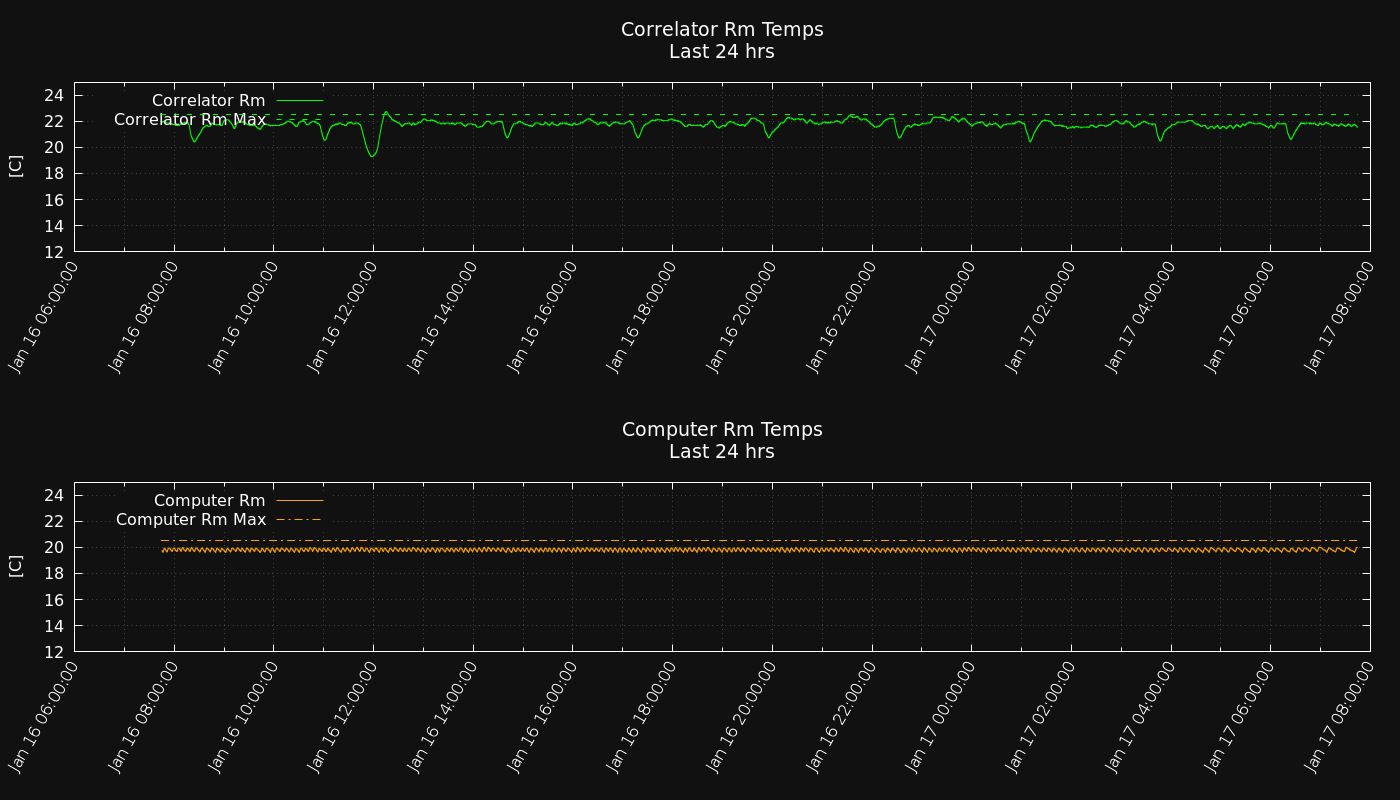 Correlator Rm Temps
Last 24 hrs
Correlator Rm
Correlator Rm Max
24
22
20
18
16
14
12
[C]
Jan 16 06:00:00
Jan 16 08:00:00
Jan 16 10:00:00
Jan 16 12:00:00
Jan 16 14:00:00
Jan 16 16:00:00
Jan 16 18:00:00
Jan 16 20:00:00
Jan 16 22:00:00
Jan 17 00:00:00
Jan 17 02:00:00
Jan 17 04:00:00
Jan 17 06:00:00
Jan 17 08:00:00
Computer Rm Temps
Last 24 hrs
Computer Rm
Computer Rm Max
24
22
20
18
16
14
12
[C]
Jan 16 06:00:00
Jan 16 08:00:00
Jan 16 10:00:00
Jan 16 12:00:00
Jan 16 14:00:00
Jan 16 16:00:00
Jan 16 18:00:00
Jan 16 20:00:00
Jan 16 22:00:00
Jan 17 00:00:00
Jan 17 02:00:00
Jan 17 04:00:00
Jan 17 06:00:00
Jan 17 08:00:00